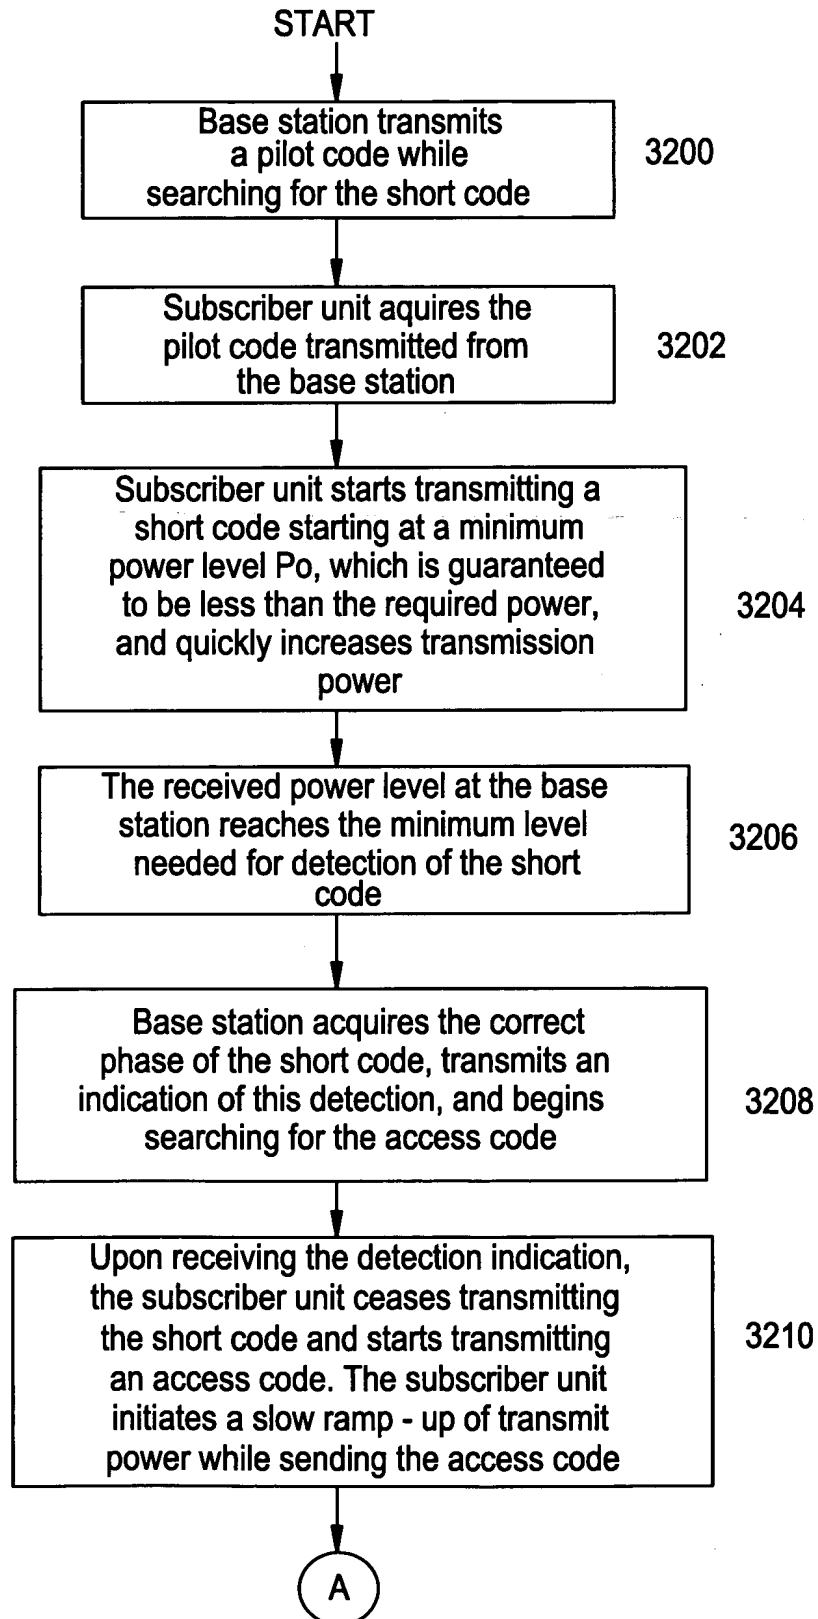 START
Base station transmits
a pilot code while
searching for the short code
3200
Subscriber unit aquires the
pilot code transmitted from
the base station
3202
Subscriber unit starts transmitting a
short code starting at a minimum
power level Po, which is guaranteed
to be less than the required power,
and quickly increases transmission
power
3204
The received power level at the base
station reaches the minimum level
needed for detection of the short
code
3206
Base station acquires the correct
phase of the short code, transmits an
indication of this detection, and begins
searching for the access code
3208
Upon receiving the detection indication,
the subscriber unit ceases transmitting
the short code and starts transmitting
an access code. The subscriber unit
initiates a slow ramp - up of transmit
power while sending the access code
3210
A